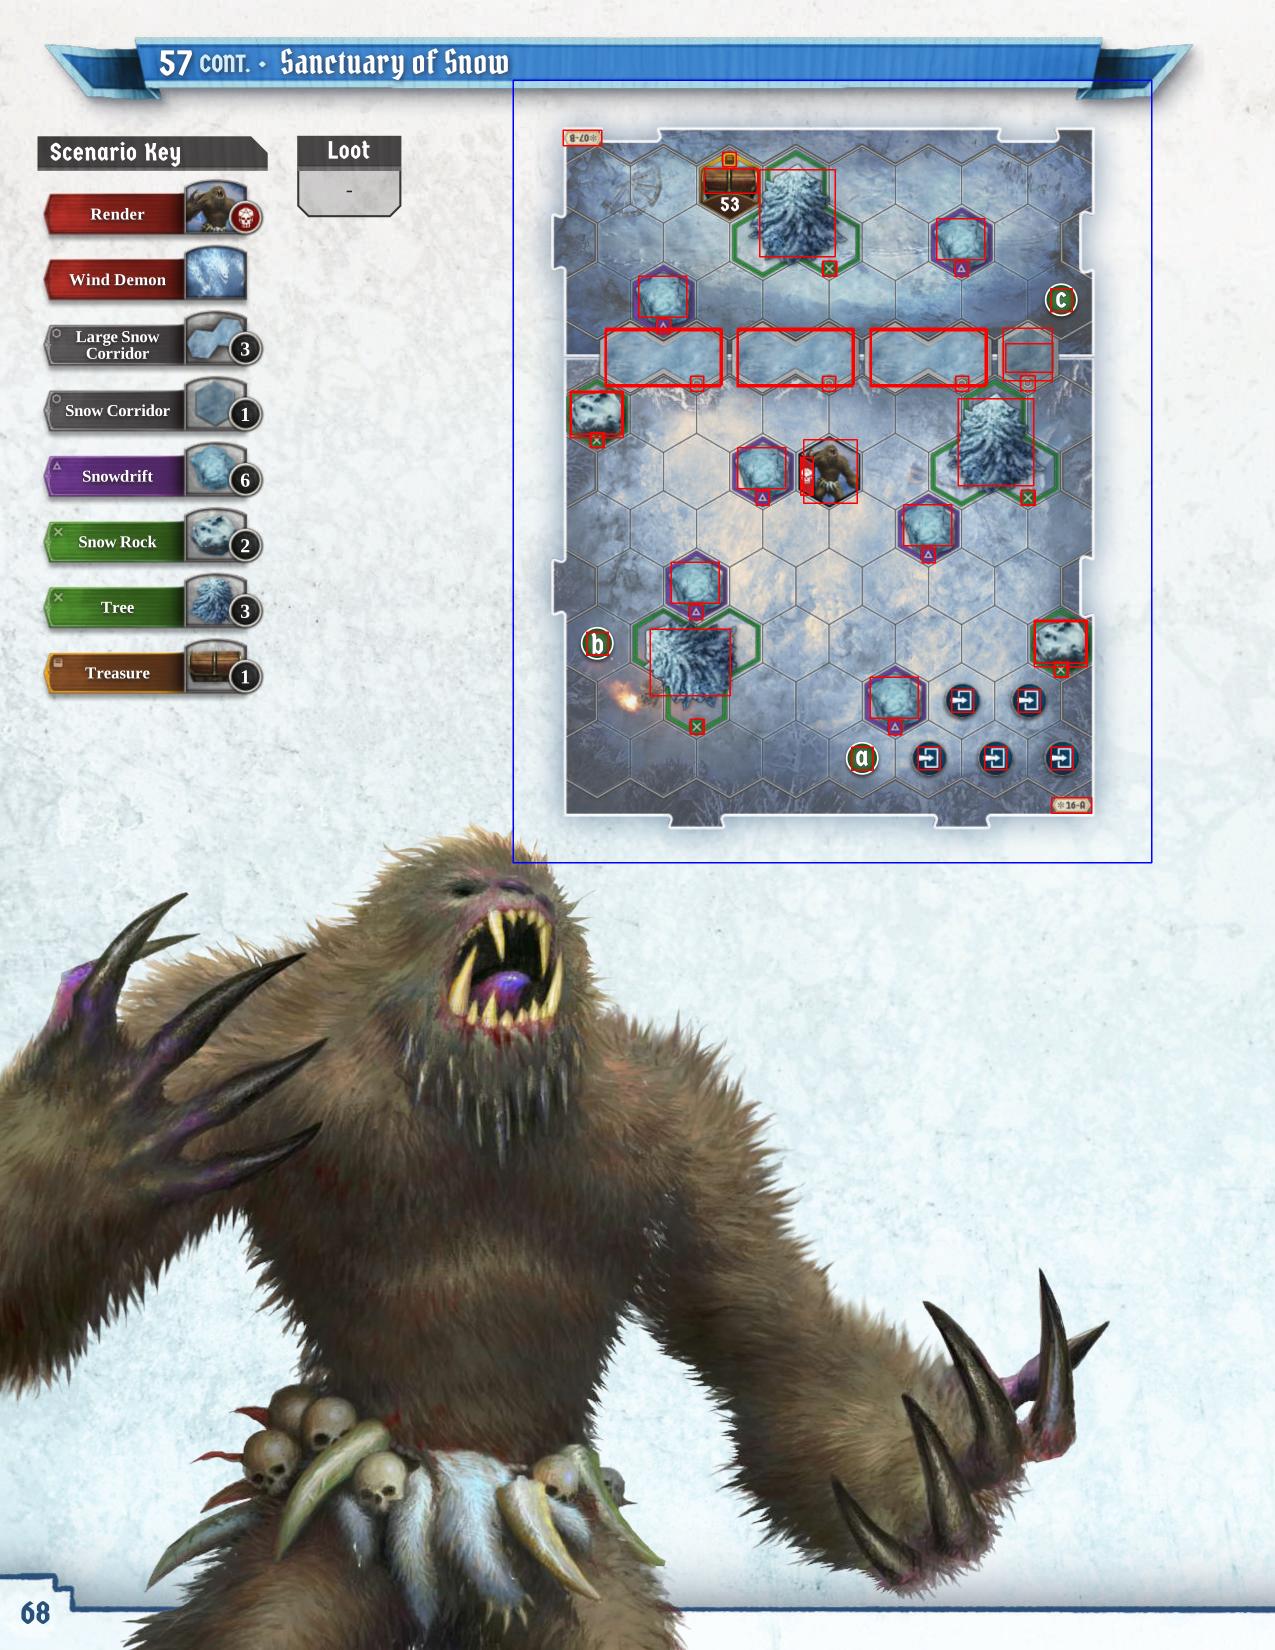 57 CONT. · Sanctuary of Snow
Scenario Key
Loot
-
Render
Wind Demon
Large Snow
Corridor
3
Snow Corridor
1
Snowdrift
6
Snow Rock
2
Tree
3
Treasure
1
07-B
53
c
b
a
16-A
68